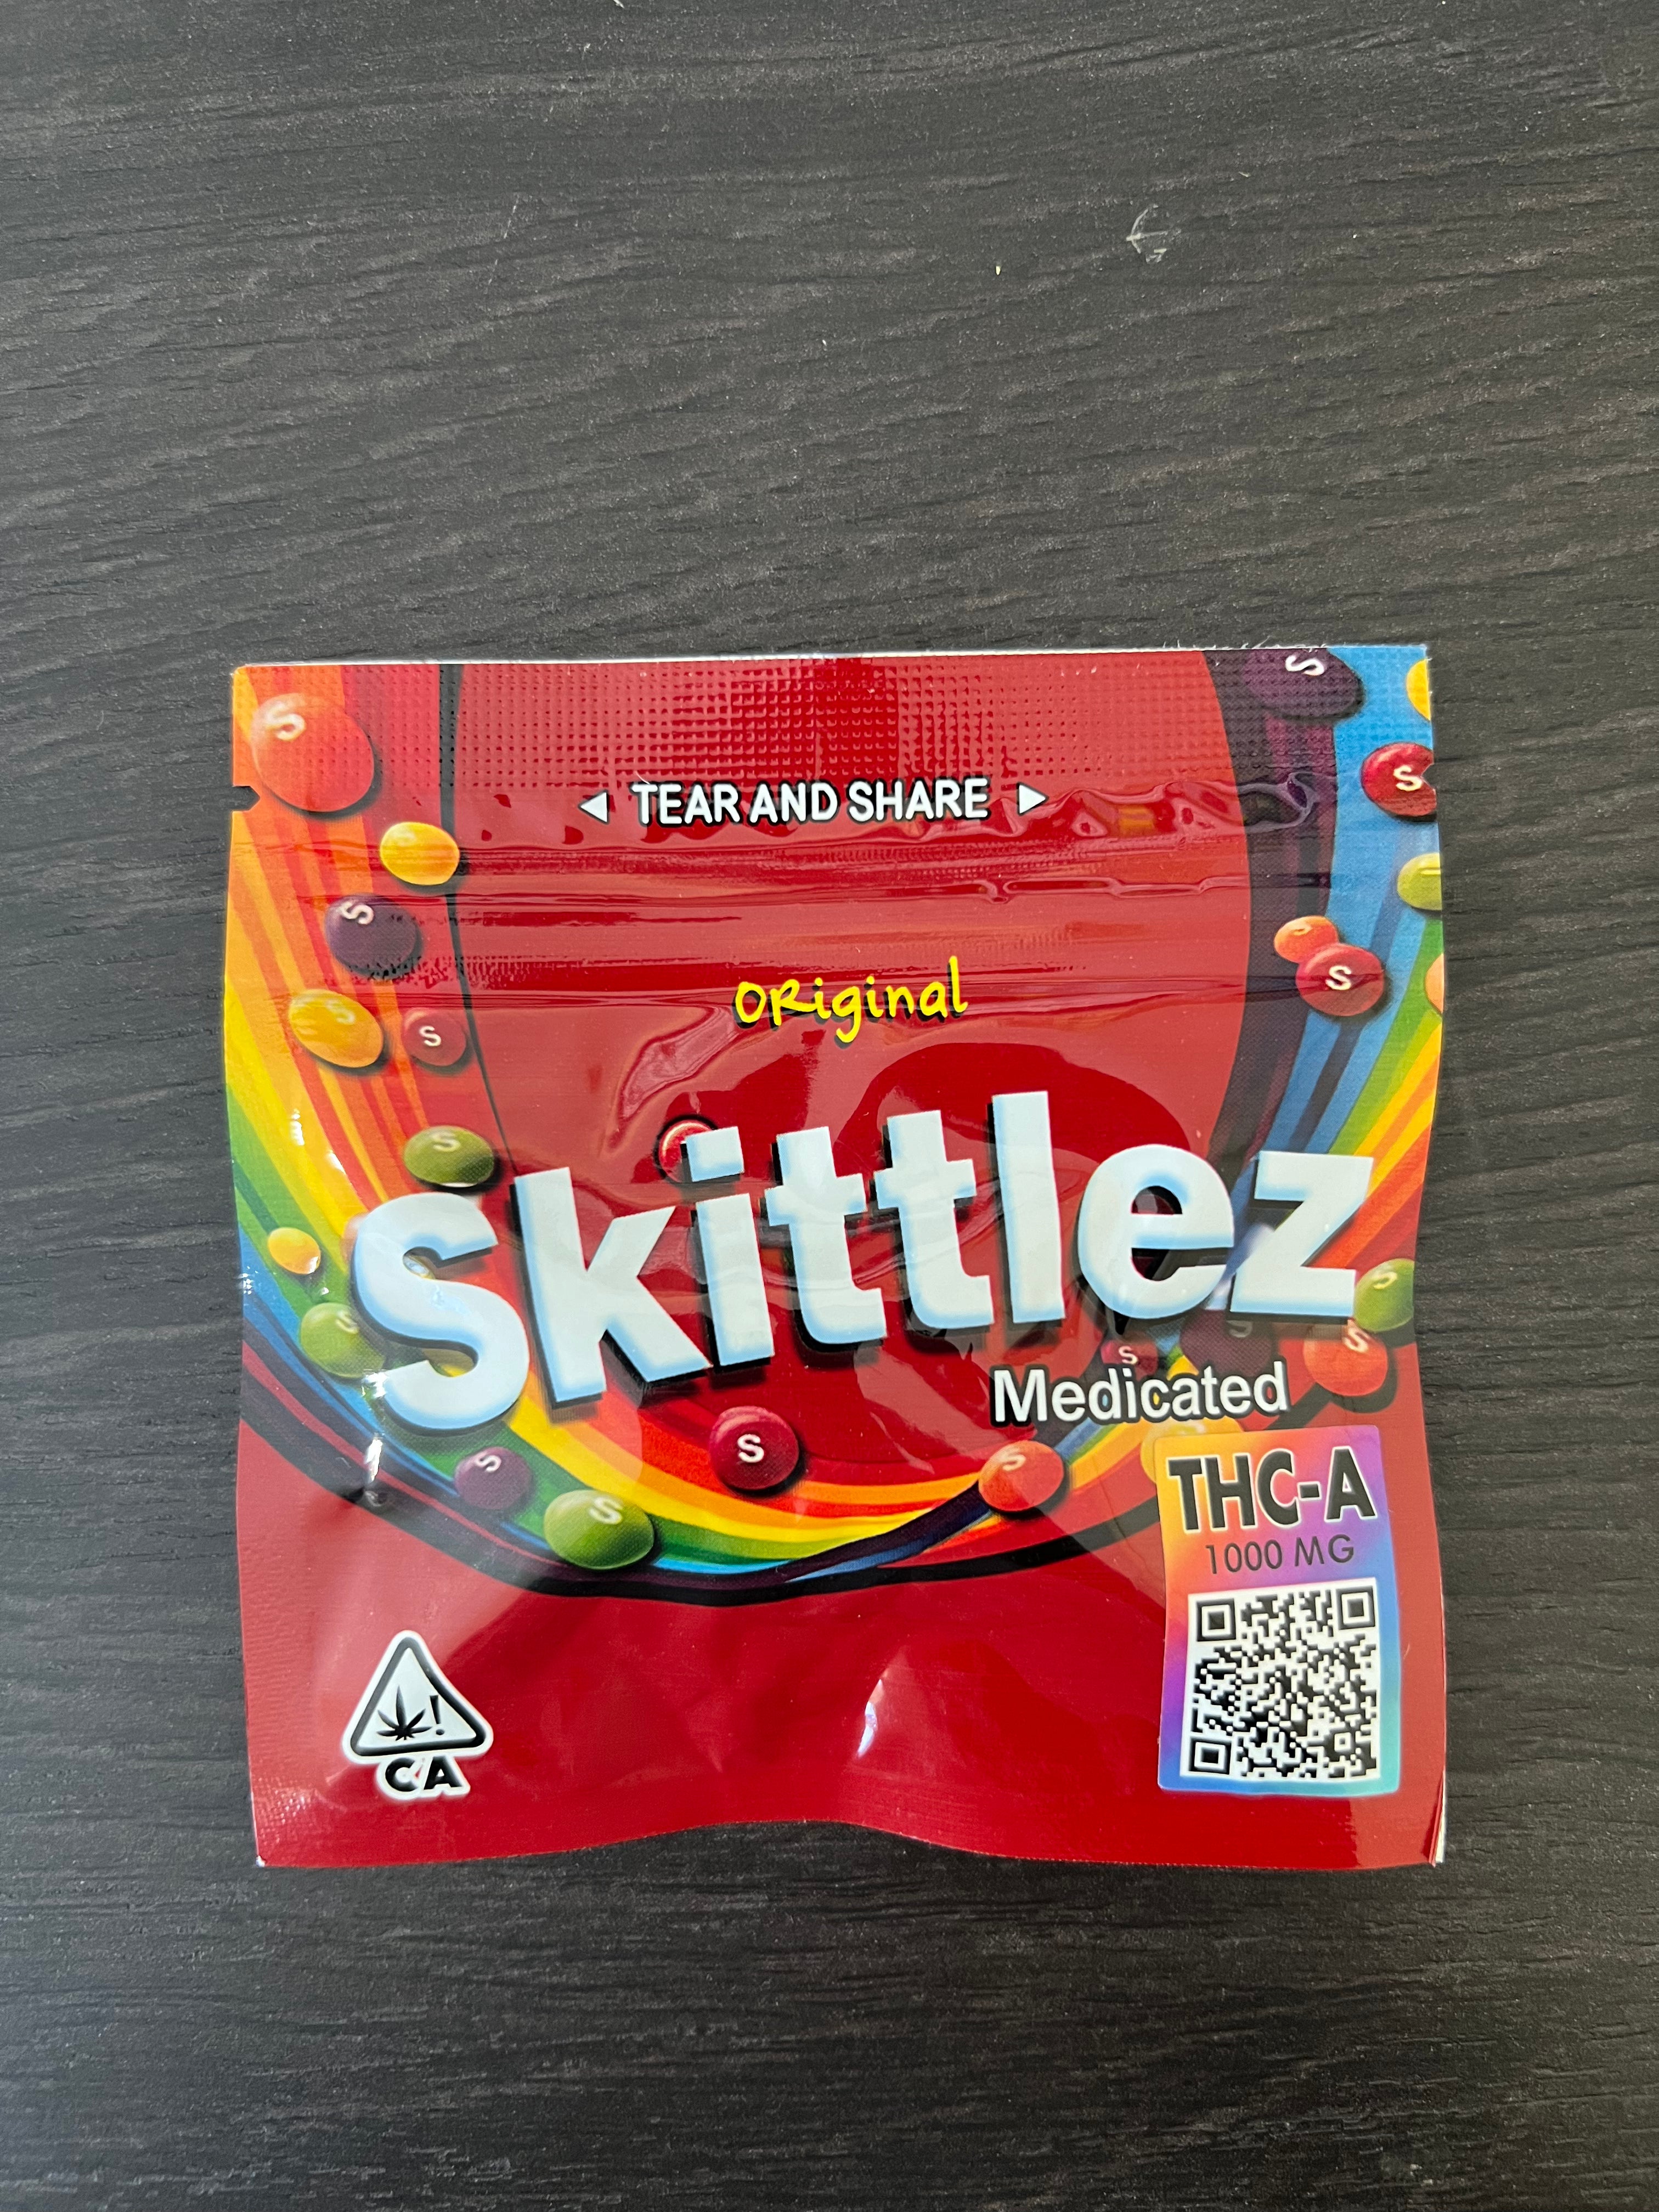 ◄ TEAR AND SHARE ►
ORiginal
Skittlez
Medicated
THC-A
1000 MG
!
CA